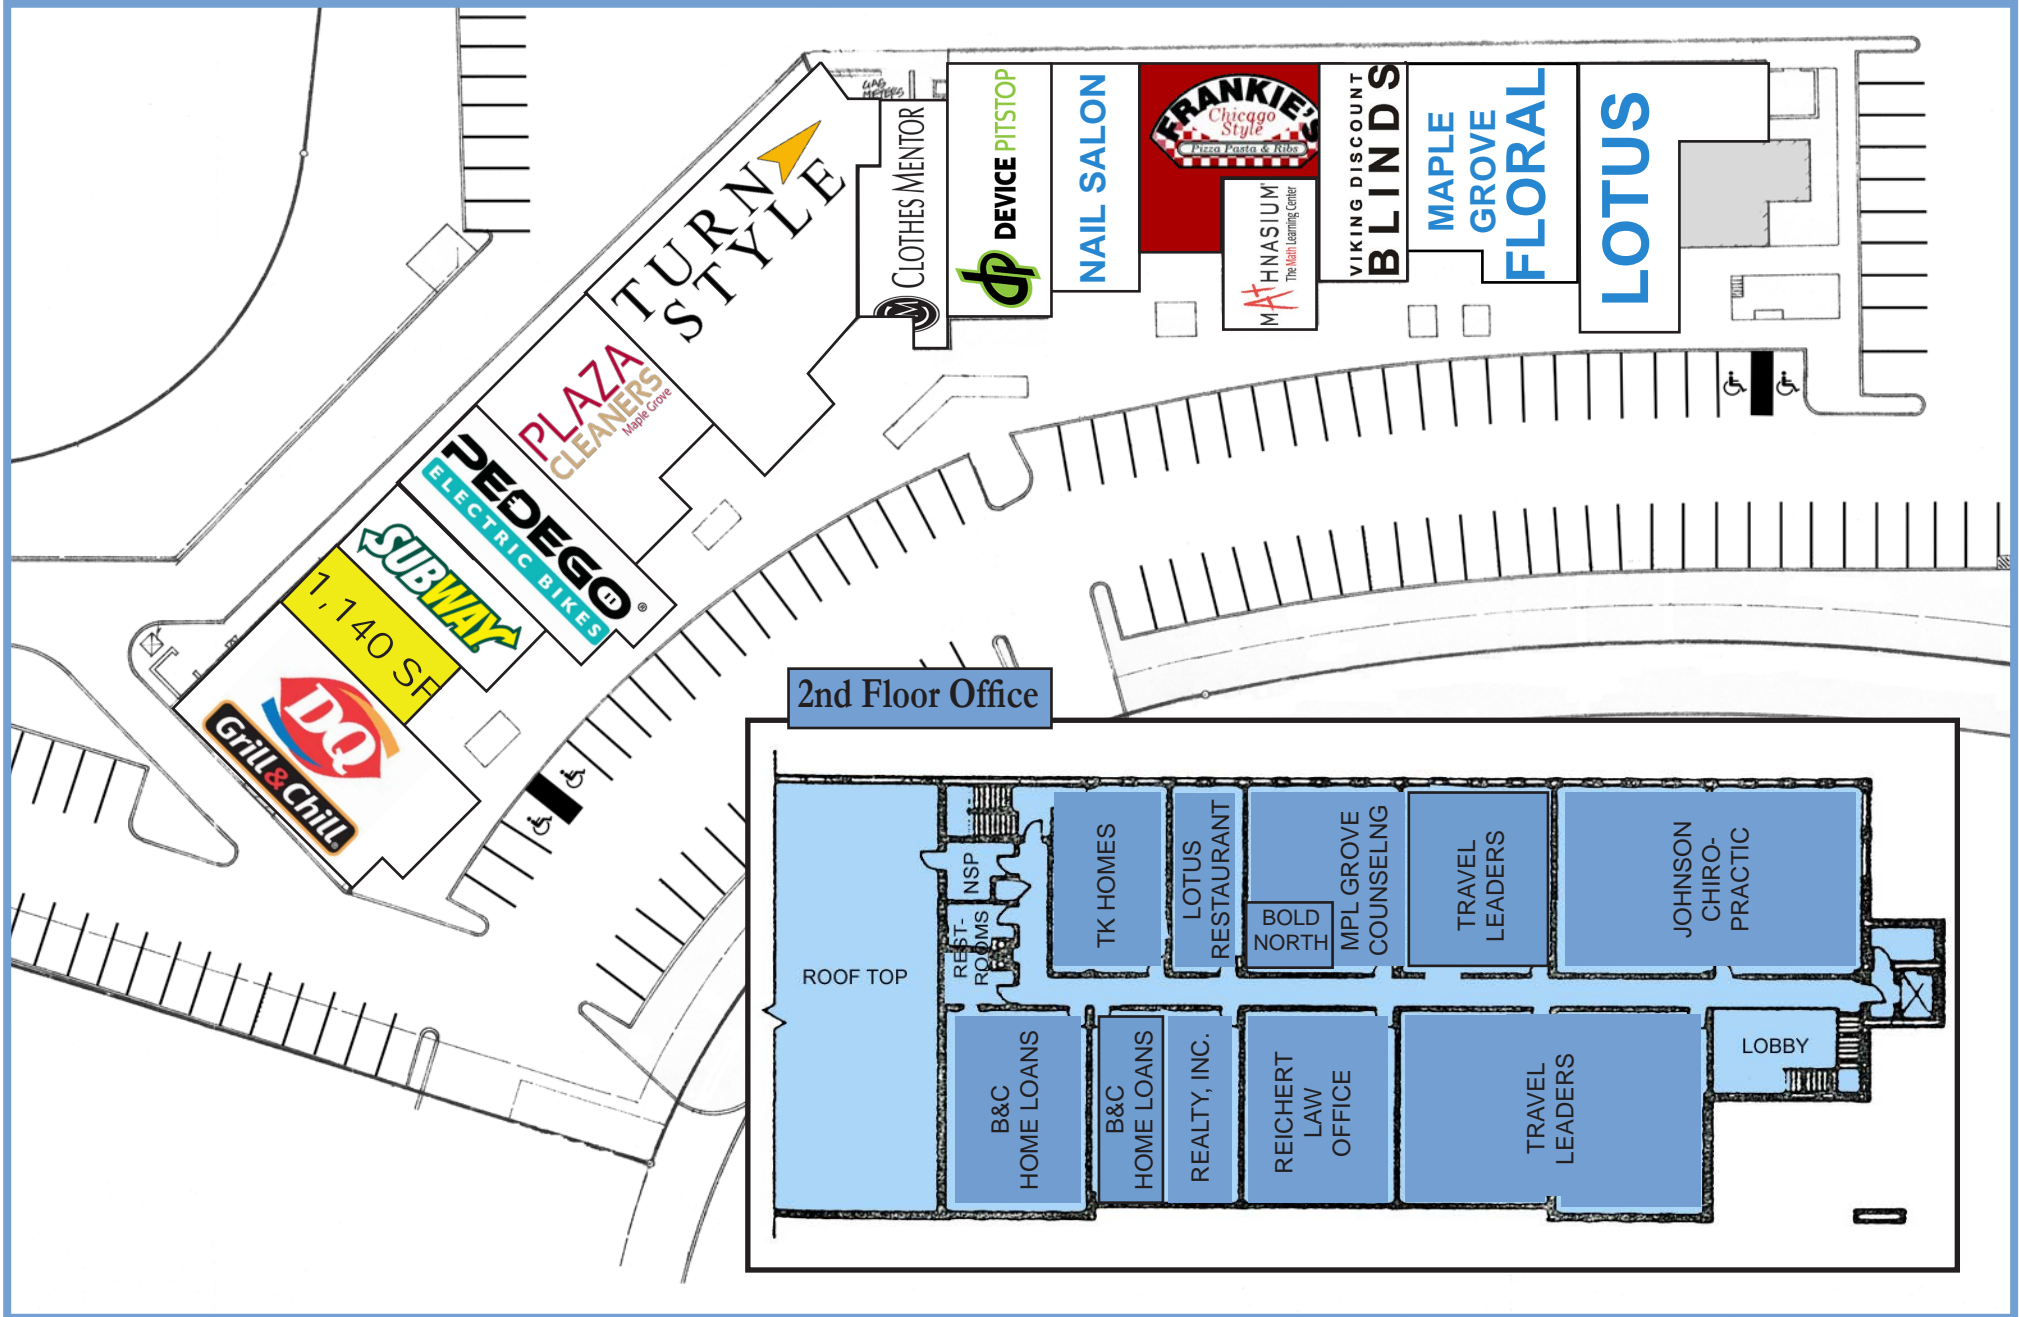 GAS
METERS
TURN
STYLE
CLOTHES MENTOR
M
DEVICE PITSTOP
dp
NAIL SALON
FRANKIE'S
Chicago
Style
Pizza Pasta & Ribs
MATHNASIUM
The Math Learning Center
VIKING DISCOUNT
BLINDS
MAPLE
GROVE
FLORAL
LOTUS
PLAZA
CLEANERS
Maple Grove
PEDEGO®
ELECTRIC BIKES
SUBWAY
1,140 SF
DQ
Grill&Chill®
2nd Floor Office
ROOF TOP
NSP
REST-
ROOMS
TK HOMES
LOTUS
RESTAURANT
BOLD
NORTH
MPL GROVE
COUNSELNG
TRAVEL
LEADERS
JOHNSON
CHIRO-
PRACTIC
B&C
HOME LOANS
B&C
HOME LOANS
REALTY, INC.
REICHERT
LAW
OFFICE
TRAVEL
LEADERS
LOBBY